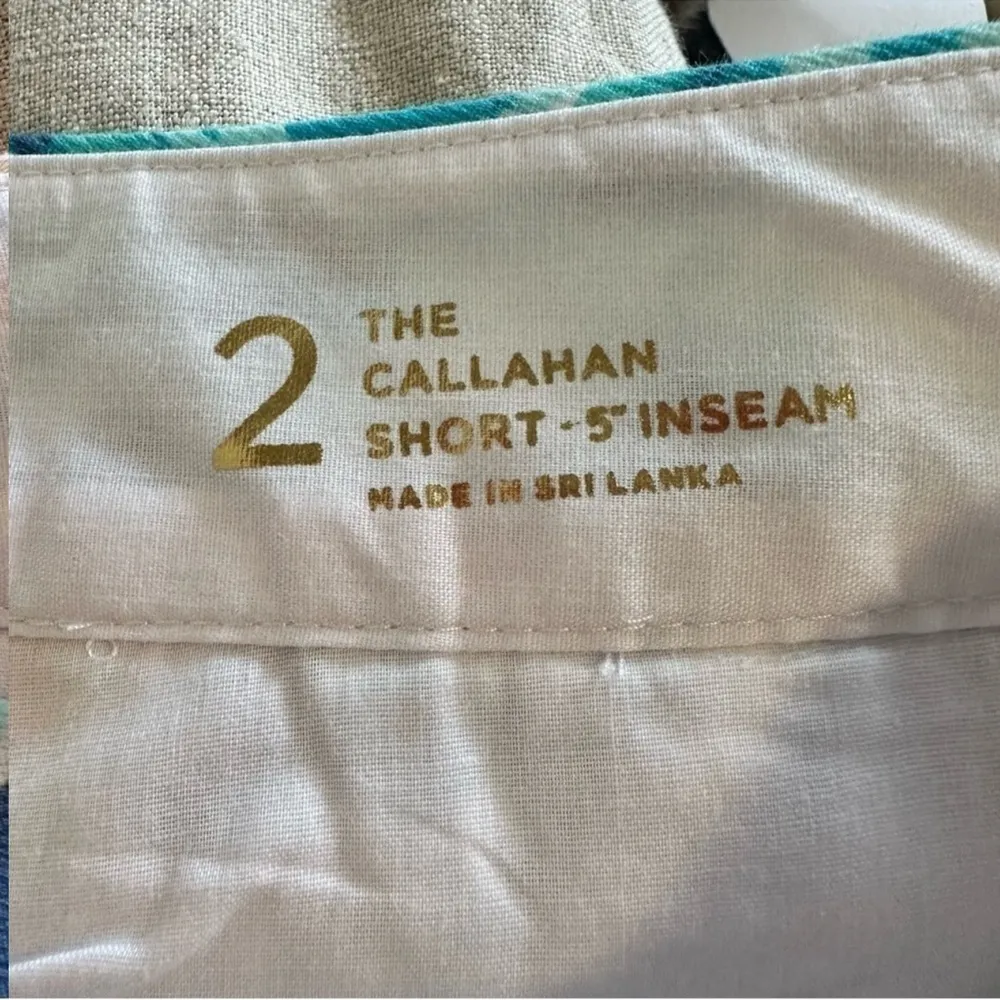 2
THE
CALLAHAN
SHORT - 5" INSEAM
MADE IN SRI LANKA